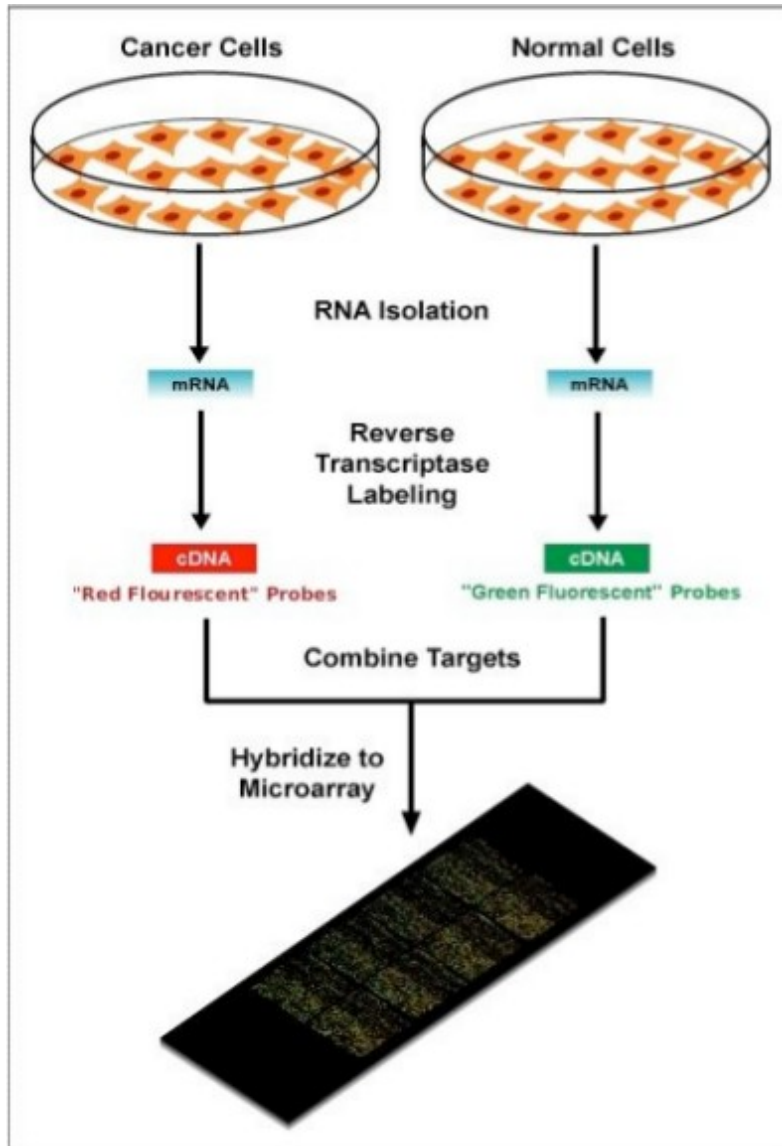 Cancer Cells
Normal Cells
RNA Isolation
mRNA
mRNA
Reverse
Transcriptase
Labeling
cDNA
cDNA
"Red Flourescent" Probes
"Green Fluorescent" Probes
Combine Targets
Hybridize to
Microarray